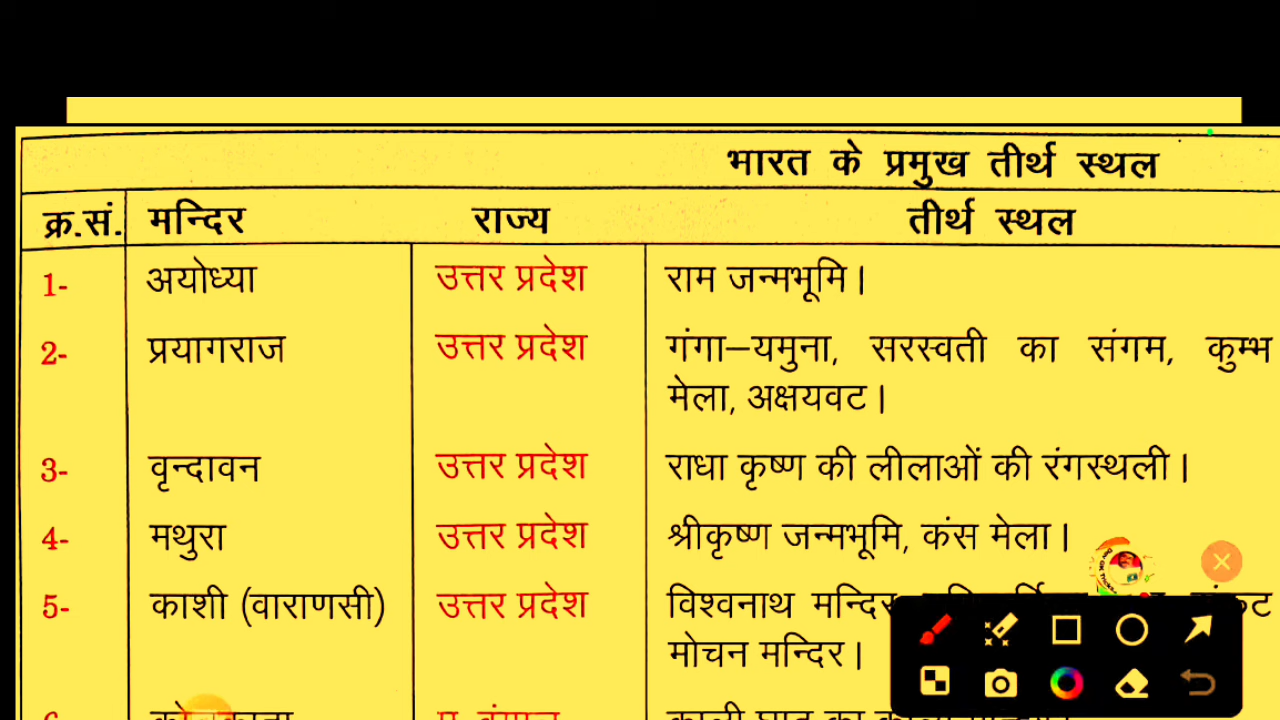 भारत के प्रमुख तीर्थ स्थल
क्र.सं. मन्दिर राज्य तीर्थ स्थल
1- अयोध्या उत्तर प्रदेश राम जन्मभूमि।
2- प्रयागराज उत्तर प्रदेश गंगा–यमुना, सरस्वती का संगम, कुम्भ
मेला, अक्षयवट।
3- वृन्दावन उत्तर प्रदेश राधा कृष्ण की लीलाओं की रंगस्थली।
4- मथुरा उत्तर प्रदेश श्रीकृष्ण जन्मभूमि, कंस मेला।
5- काशी (वाराणसी) उत्तर प्रदेश विश्वनाथ मन्दिर
मोचन मन्दिर।